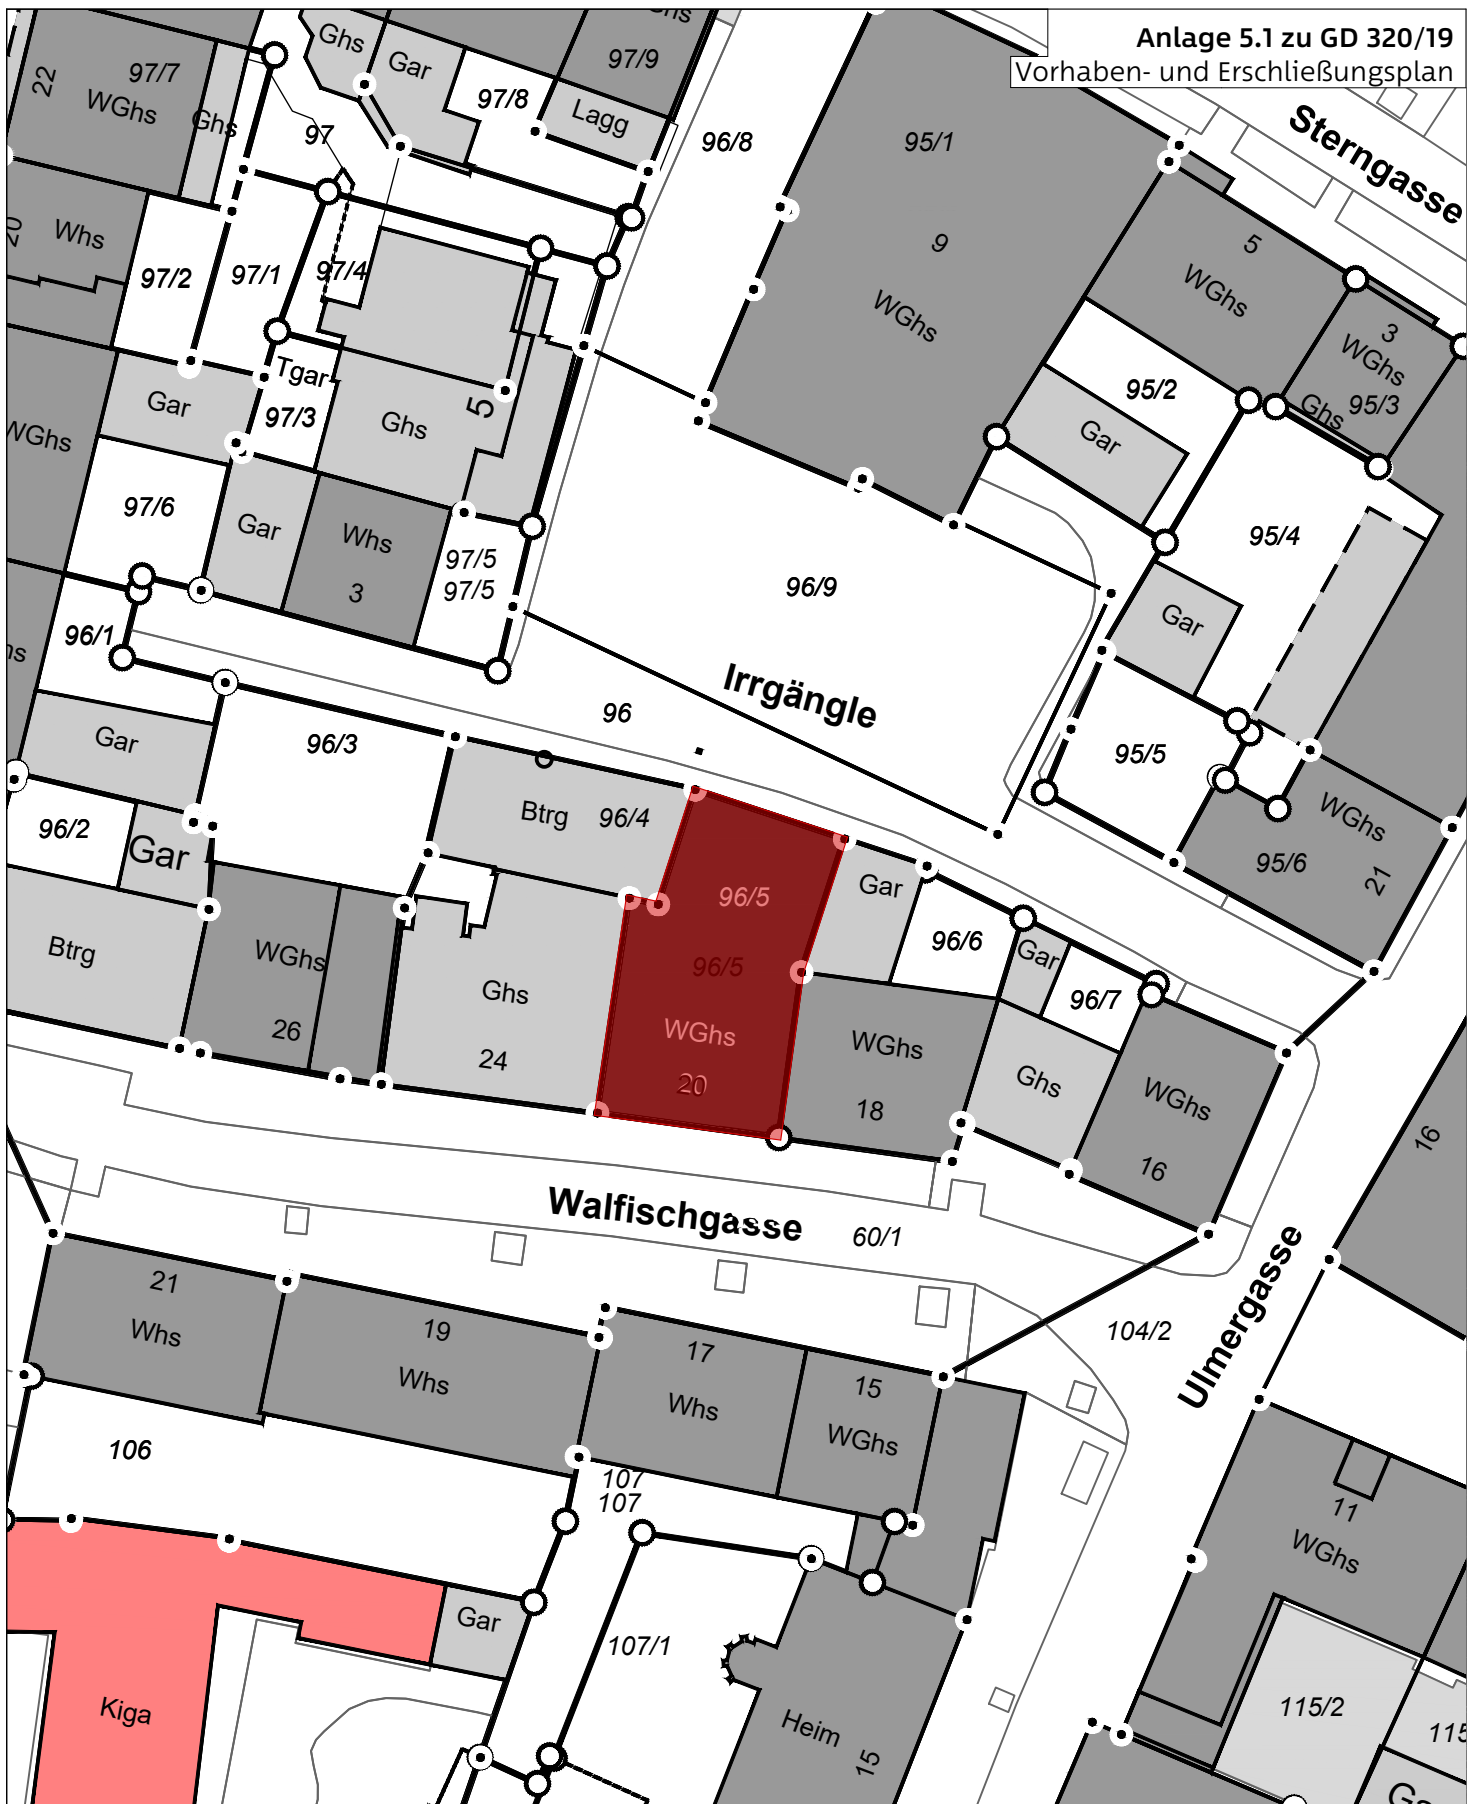 Anlage 5.1 zu GD 320/19
Vorhaben- und Erschließungsplan
Ghs
97/9
Ghs
Gar
97/7
WGhs
22
Ghs
97
97/8
Lagg
96/8
95/1
Sterngasse
20
Whs
97/2
97/1
97/4
9
WGhs
5
WGhs
3
WGhs
95/3
Ghs
Tgar
97/3
Gar
5
Ghs
95/2
Gar
WGhs
97/6
Gar
Whs
3
97/5
97/5
96/9
95/4
Gar
96/1
Irrgängle
96
Gar
96/3
95/5
Btrg
96/4
WGhs
21
95/6
96/2
Gar
96/5
Gar
96/6
Gar
96/7
Btrg
WGhs
26
Ghs
24
96/5
WGhs
20
WGhs
18
Ghs
WGhs
16
16
Walfischgasse
60/1
Ulmergasse
104/2
21
Whs
19
Whs
17
Whs
15
WGhs
106
107
107
11
WGhs
Gar
107/1
Kiga
Heim
15
115/2
115